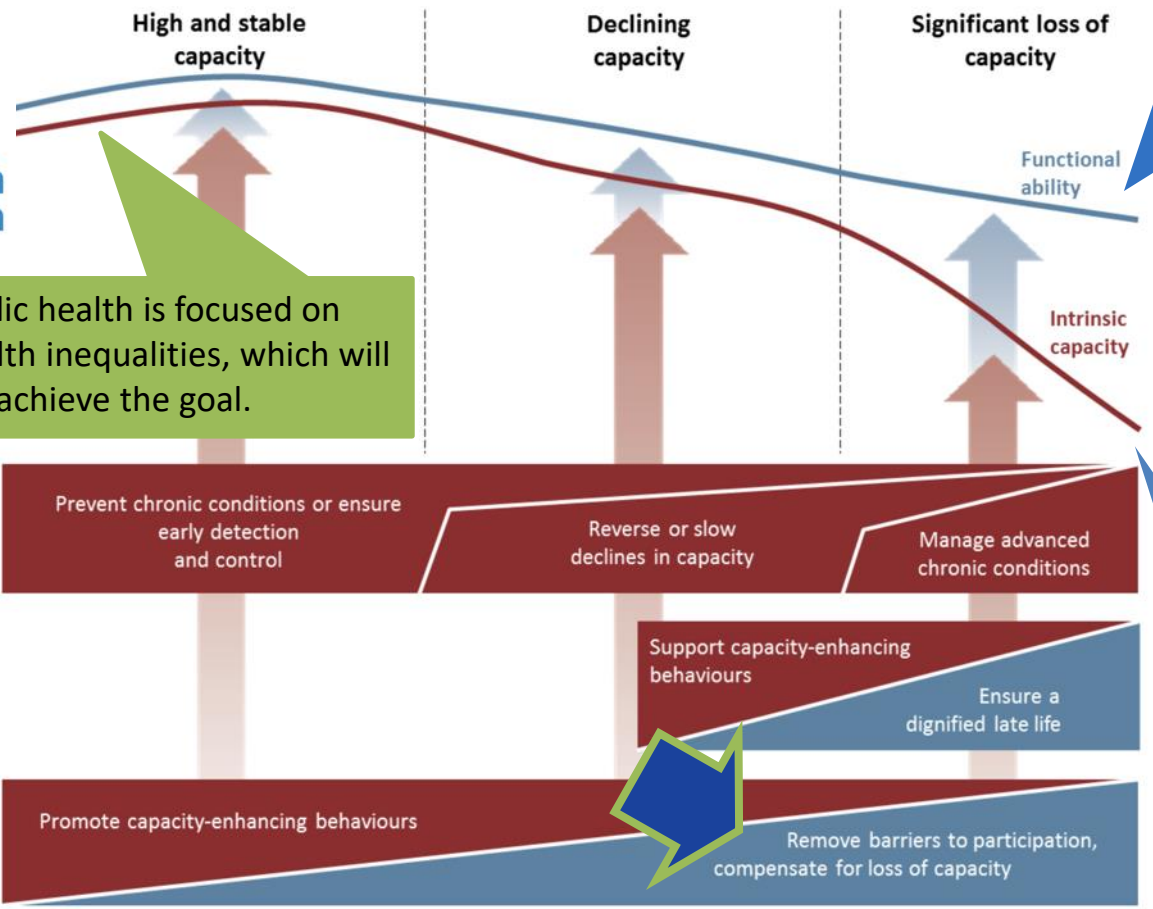 High and stable
capacity
Declining
capacity
Significant loss of
capacity
Functional
ability
Intrinsic
capacity
lic health is focused on
lth inequalities, which will
achieve the goal.
Prevent chronic conditions or ensure
early detection
and control
Reverse or slow
declines in capacity
Manage advanced
chronic conditions
Support capacity-enhancing
behaviours
Ensure a
dignified late life
Promote capacity-enhancing behaviours
Remove barriers to participation,
compensate for loss of capacity